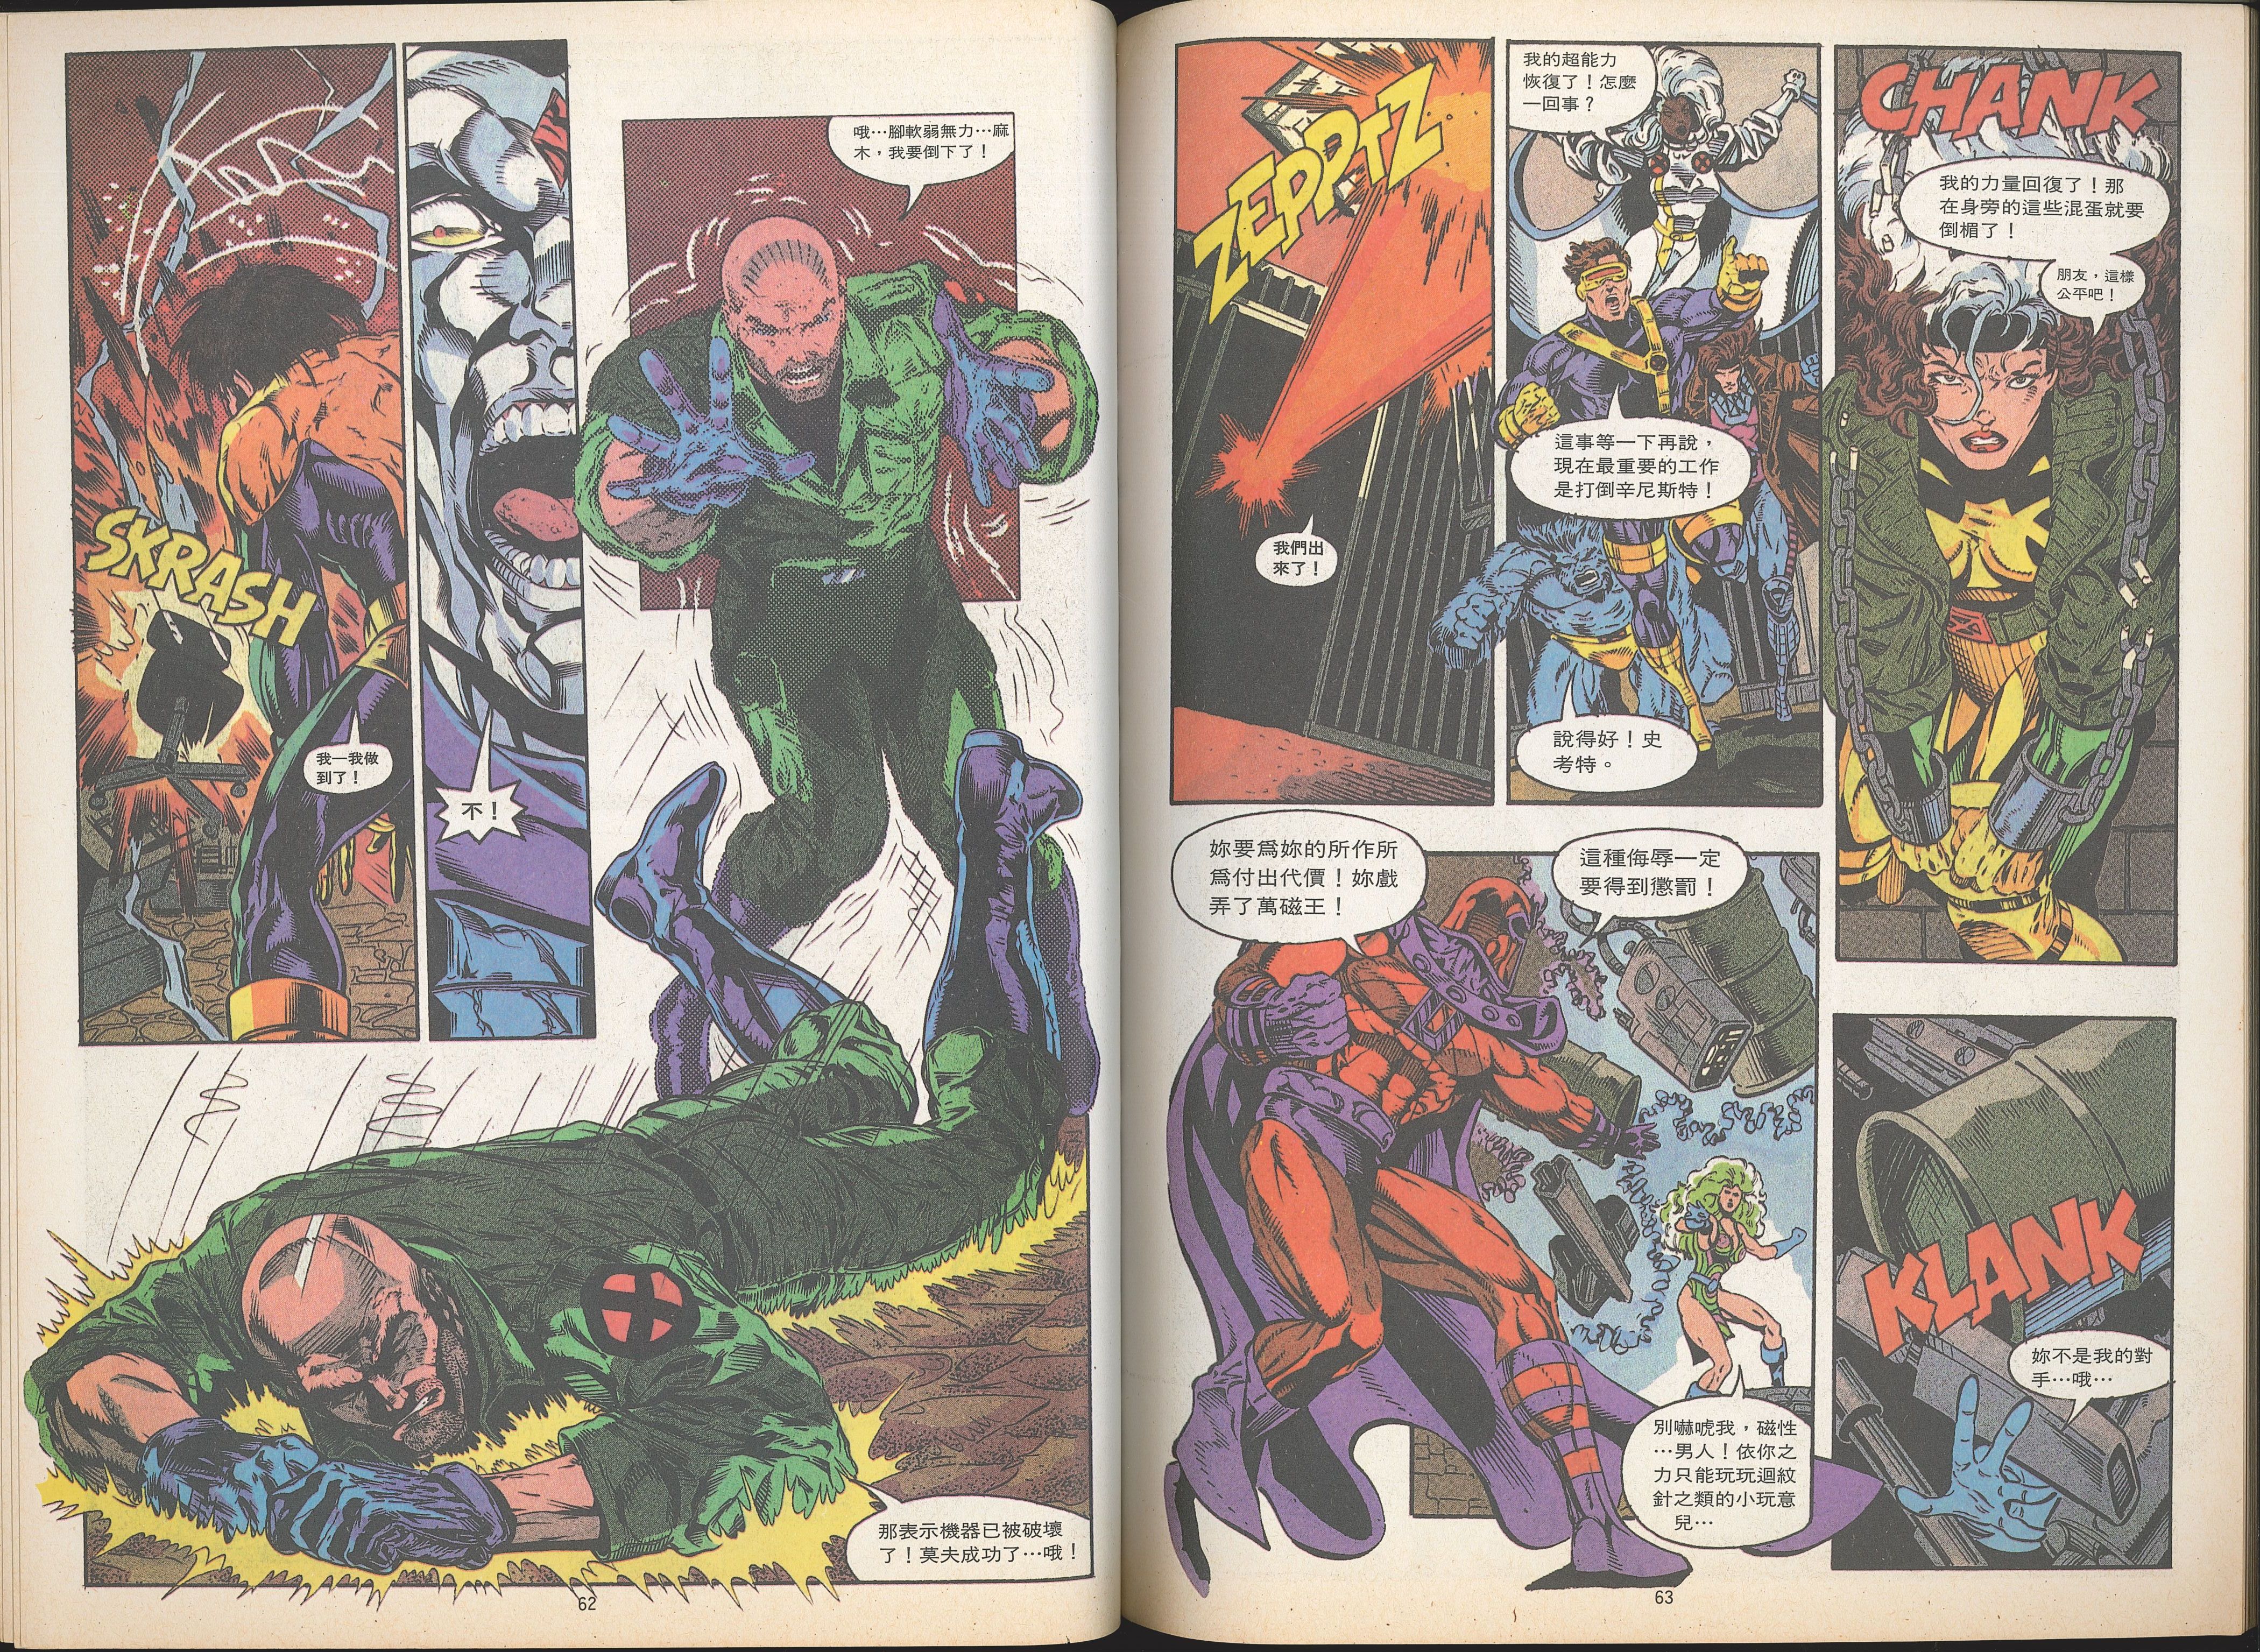 SKRASH
我一我做
到了！
不！
哦…腳軟弱無力…麻
木，我要倒下了！
那表示機器已被破壞
了！莫夫成功了…哦！
62
ZEPPTZ
我們出
來了！
我的超能力
恢復了！怎麼
一回事？
這事等一下再說，
現在最重要的工作
是打倒辛尼斯特！
說得好！史
考特。
CHANK
我的力量回復了！那
在身旁的這些混蛋就要
倒楣了！
朋友，這樣
公平吧！
妳要為妳的所作所
為付出代價！妳戲
弄了萬磁王！
這種侮辱一定
要得到懲罰！
別嚇唬我，磁性
…男人！依你之
力只能玩玩迴紋
針之類的小玩意
兒…
KLANK
妳不是我的對
手…哦…
63